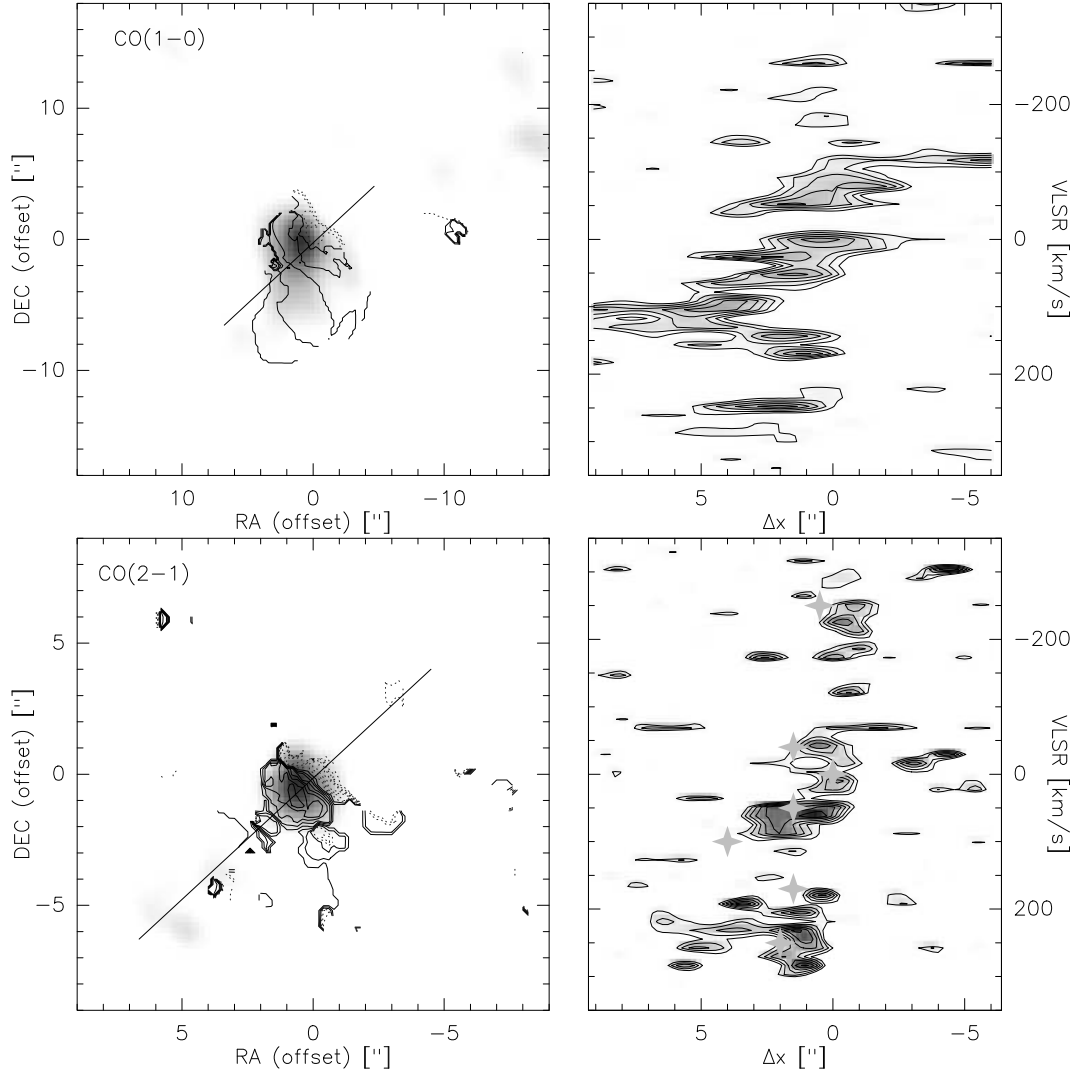 CO(1-0)
10
0
-10
DEC (offset) ["]
10
0
-10
RA (offset) ["]
-200
0
200
VLSR [km/s]
5
0
-5
Δx ["]
CO(2-1)
5
0
-5
DEC (offset) ["]
5
0
-5
RA (offset) ["]
-200
0
200
VLSR [km/s]
5
0
-5
Δx ["]